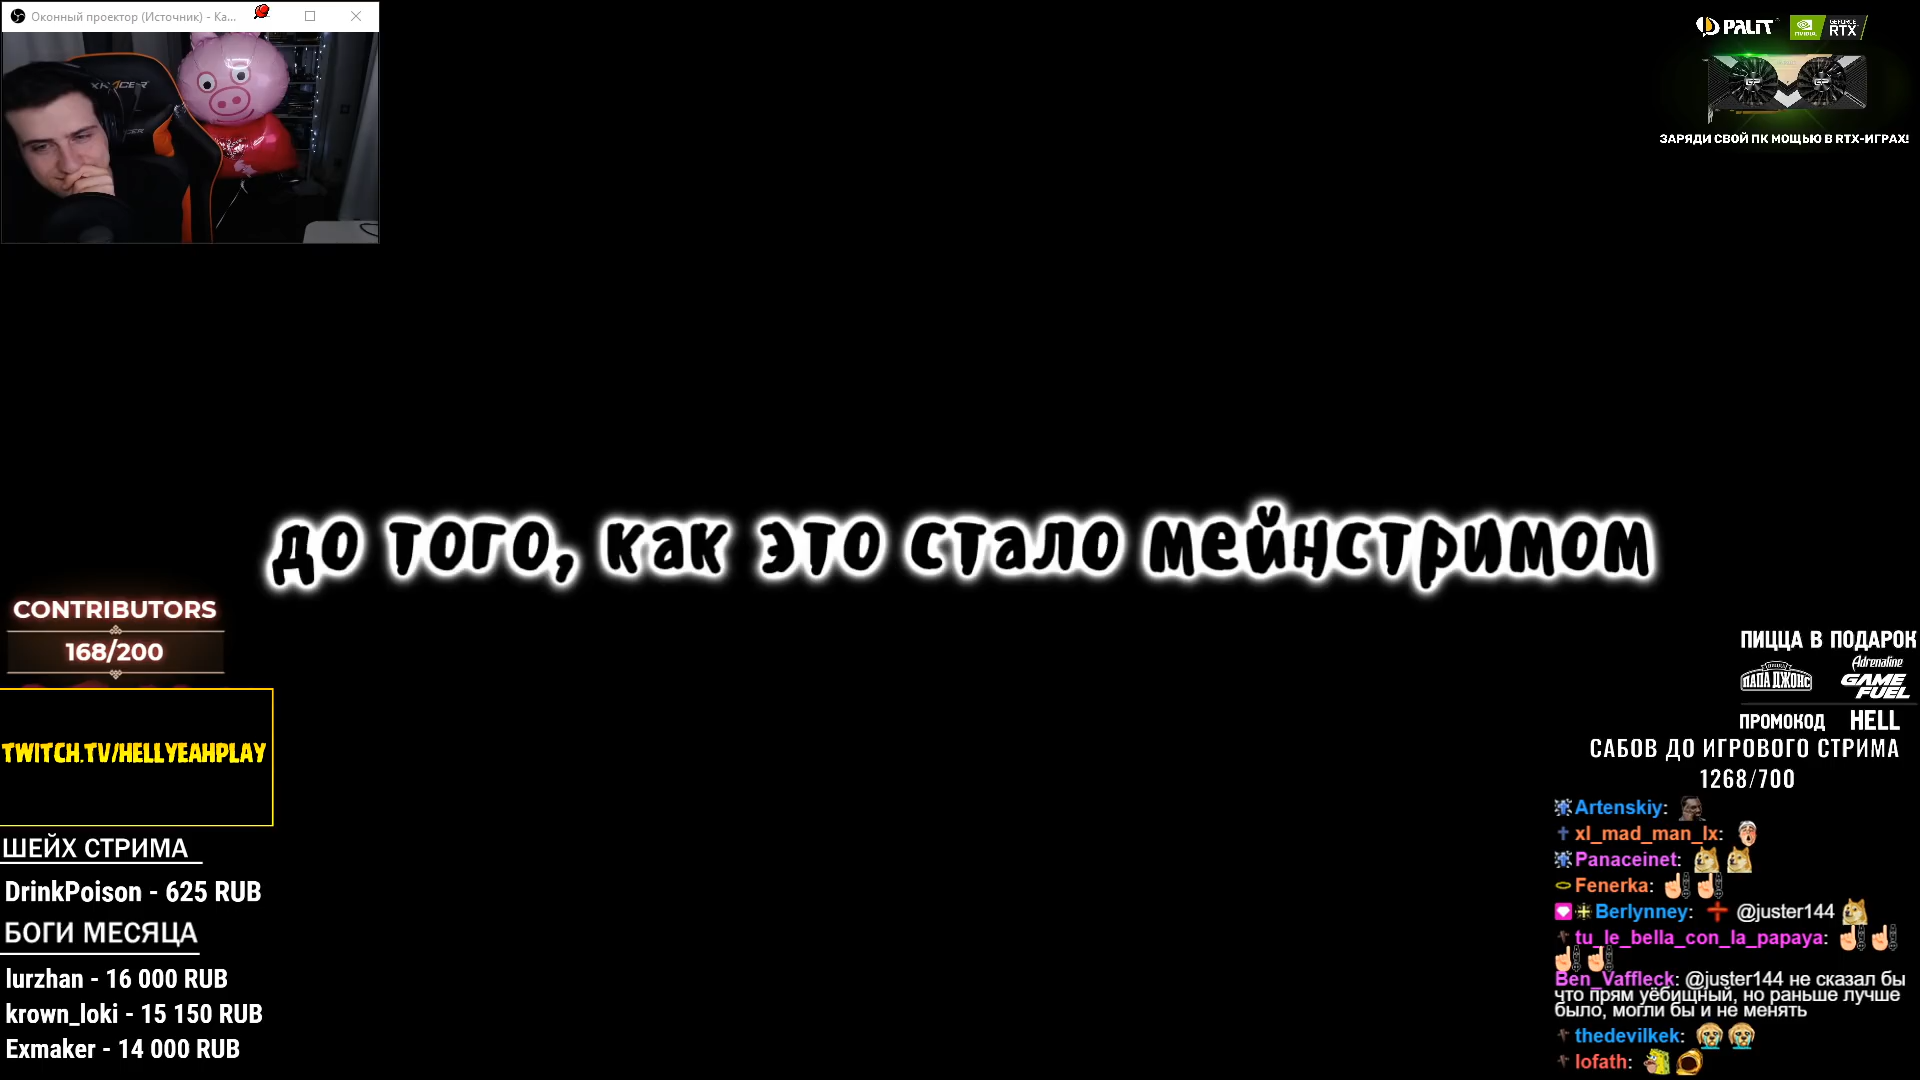 Оконный проектор (Источник) - Ка...
XRACER
PALIT
NVIDIA
GEFORCE
RTX
ЗАРЯДИ СВОЙ ПК МОЩЬЮ В RTX-ИГРАХ!
до того, как это стало мейнстримом
CONTRIBUTORS
168/200
TWITCH.TV/HELLYEAHPLAY
ШЕЙХ СТРИМА
DrinkPoison - 625 RUB
БОГИ МЕСЯЦА
lurzhan - 16 000 RUB
krown_loki - 15 150 RUB
Exmaker - 14 000 RUB
ПИЦЦА В ПОДАРОК
ПАПА ДЖОНС
Adrenaline
GAME
FUEL
ПРОМОКОД HELL
САБОВ ДО ИГРОВОГО СТРИМА
1268/700
Artenskiy:
xl_mad_man_lx:
Panaceinet:
Fenerka:
Berlynney: @juster144
tu_le_bella_con_la_papaya:
Ben_Vaffleck: @juster144 не сказал бы
что прям уёбищный, но раньше лучше
было, могли бы и не менять
thedevilkek:
lofath: